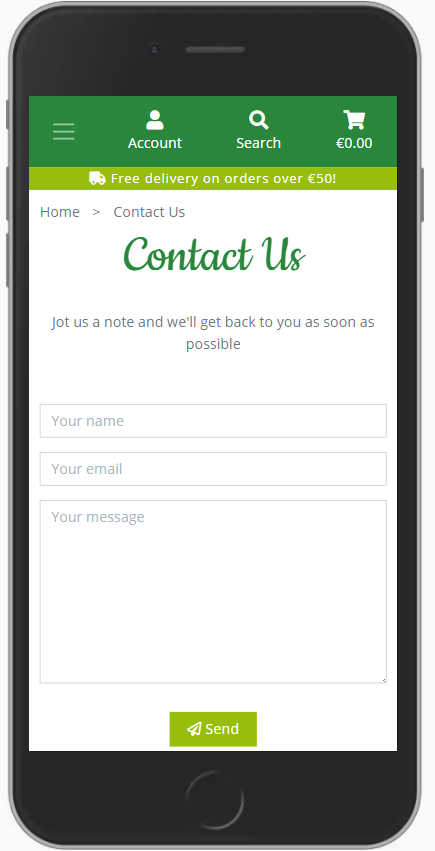 Account Search €0.00
Free delivery on orders over €50!
Home > Contact Us
Contact Us
Jot us a note and we'll get back to you as soon as
possible
Your name
Your email
Your message
Send